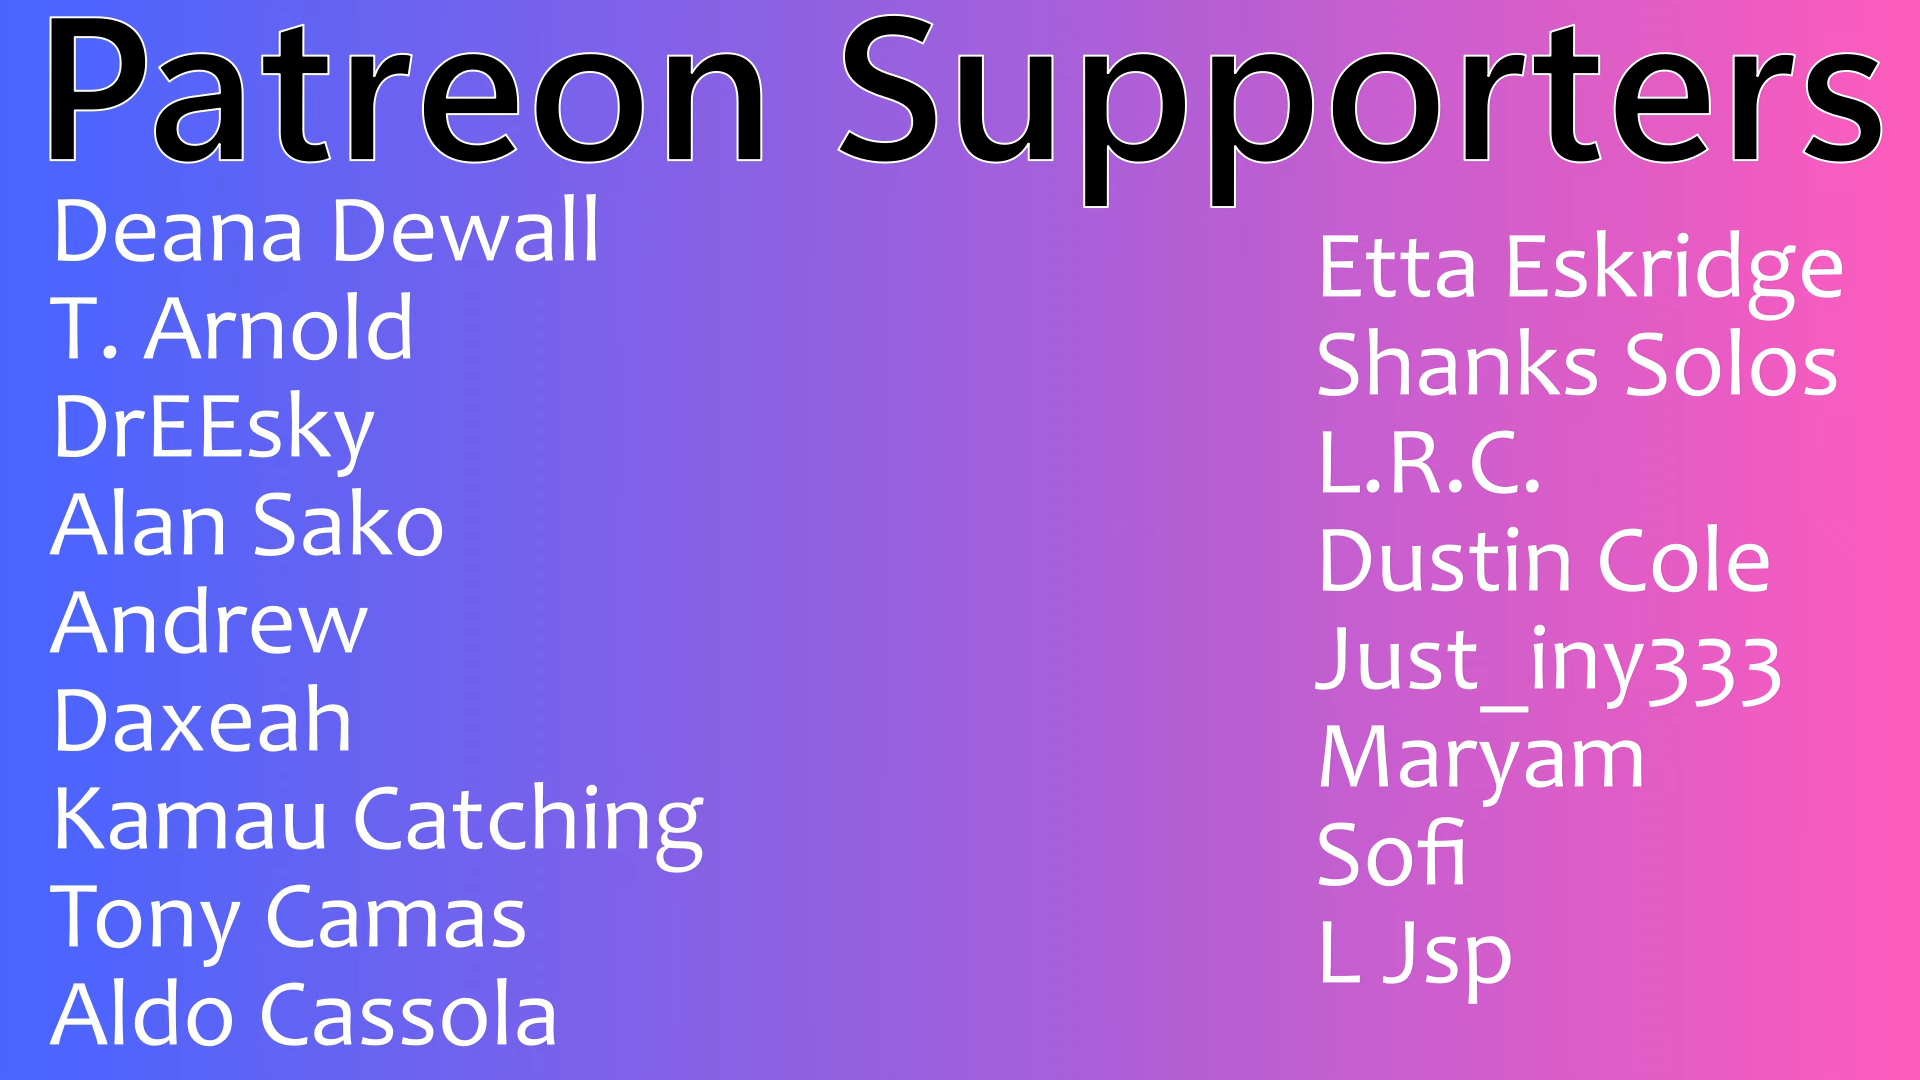 Patreon Supporters
Deana Dewall
T. Arnold
DrEEsky
Alan Sako
Andrew
Daxeah
Kamau Catching
Tony Camas
Aldo Cassola
Etta Eskridge
Shanks Solos
L.R.C.
Dustin Cole
Just_iny333
Maryam
Sofi
L Jsp